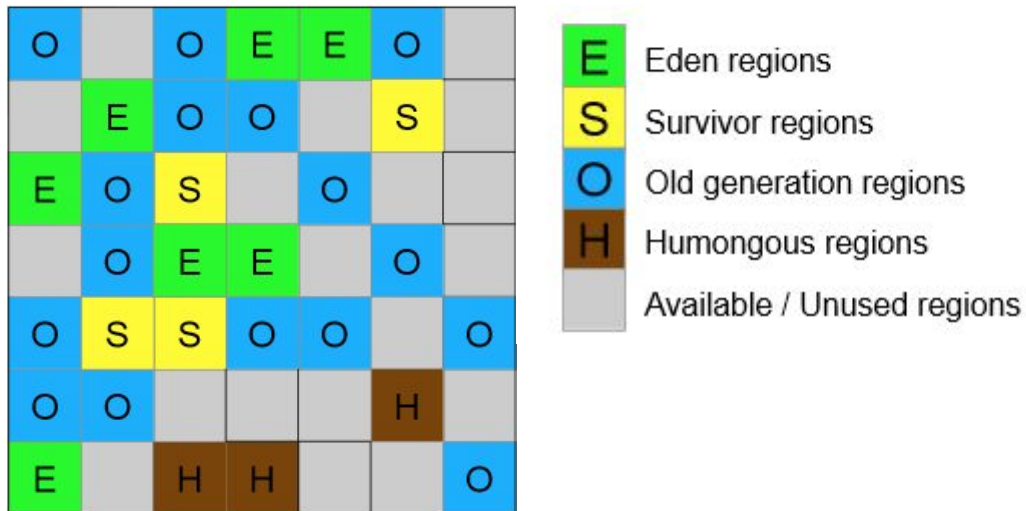 O O E E O
E O O S
E O S O
O E E O
O S S O O O
O O H
E H H O
E Eden regions
S Survivor regions
O Old generation regions
H Humongous regions
Available / Unused regions